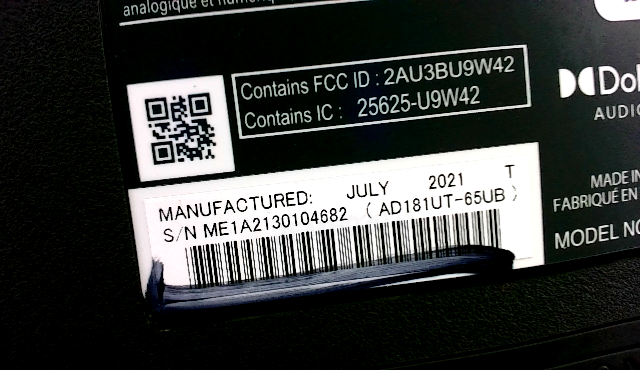 analogique et
Contains FCC ID : 2AU3BU9W42
Contains IC : 25625-U9W42
AUDIO
MANUFACTURED: JULY 2021 T
S/N ME1A2130104682 ( AD181UT-65UB )
MADE IN
FABRIQUÉ EN
MODEL NO